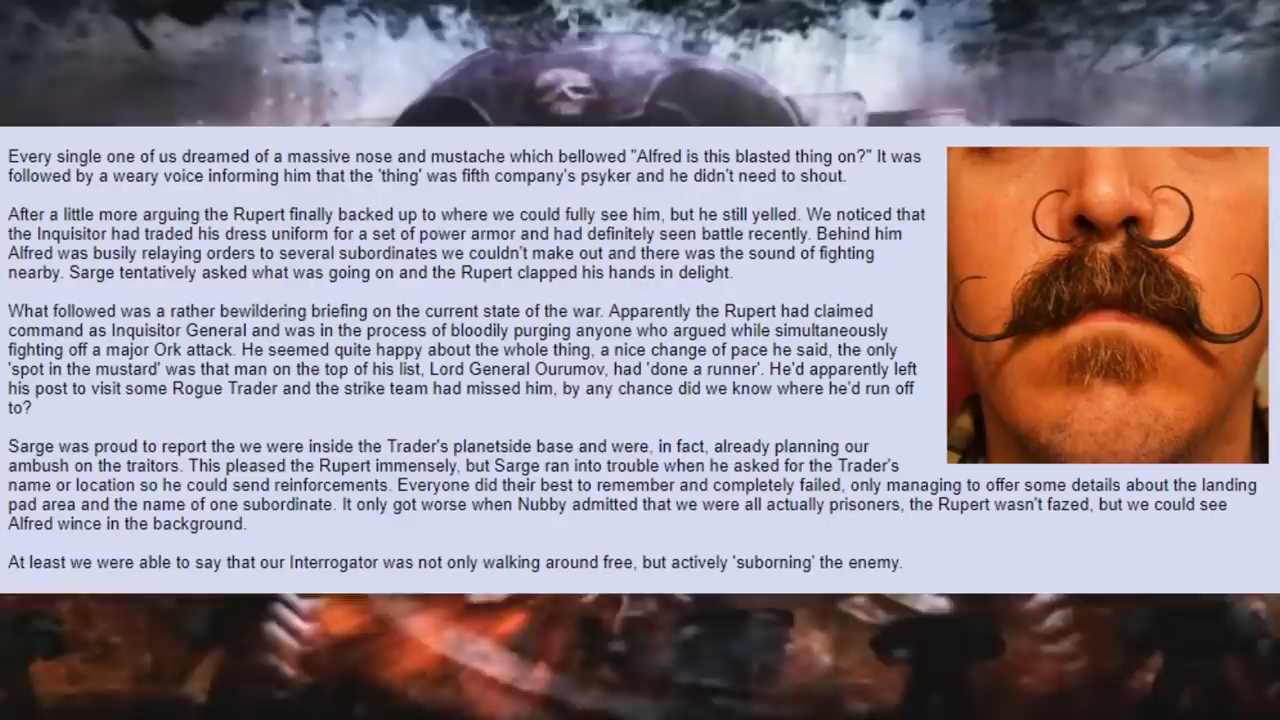 Every single one of us dreamed of a massive nose and mustache which bellowed "Alfred is this blasted thing on?" It was
followed by a weary voice informing him that the 'thing' was fifth company's psyker and he didn't need to shout.
After a little more arguing the Rupert finally backed up to where we could fully see him, but he still yelled. We noticed that
the Inquisitor had traded his dress uniform for a set of power armor and had definitely seen battle recently. Behind him
Alfred was busily relaying orders to several subordinates we couldn't make out and there was the sound of fighting
nearby. Sarge tentatively asked what was going on and the Rupert clapped his hands in delight.
What followed was a rather bewildering briefing on the current state of the war. Apparently the Rupert had claimed
command as Inquisitor General and was in the process of bloodily purging anyone who argued while simultaneously
fighting off a major Ork attack. He seemed quite happy about the whole thing, a nice change of pace he said, the only
'spot in the mustard' was that man on the top of his list, Lord General Ourumov, had 'done a runner'. He'd apparently left
his post to visit some Rogue Trader and the strike team had missed him, by any chance did we know where he'd run off
to?
Sarge was proud to report the we were inside the Trader's planetside base and were, in fact, already planning our
ambush on the traitors. This pleased the Rupert immensely, but Sarge ran into trouble when he asked for the Trader's
name or location so he could send reinforcements. Everyone did their best to remember and completely failed, only managing to offer some details about the landing
pad area and the name of one subordinate. It only got worse when Nubby admitted that we were all actually prisoners, the Rupert wasn't fazed, but we could see
Alfred wince in the background.
At least we were able to say that our Interrogator was not only walking around free, but actively 'suborning' the enemy.